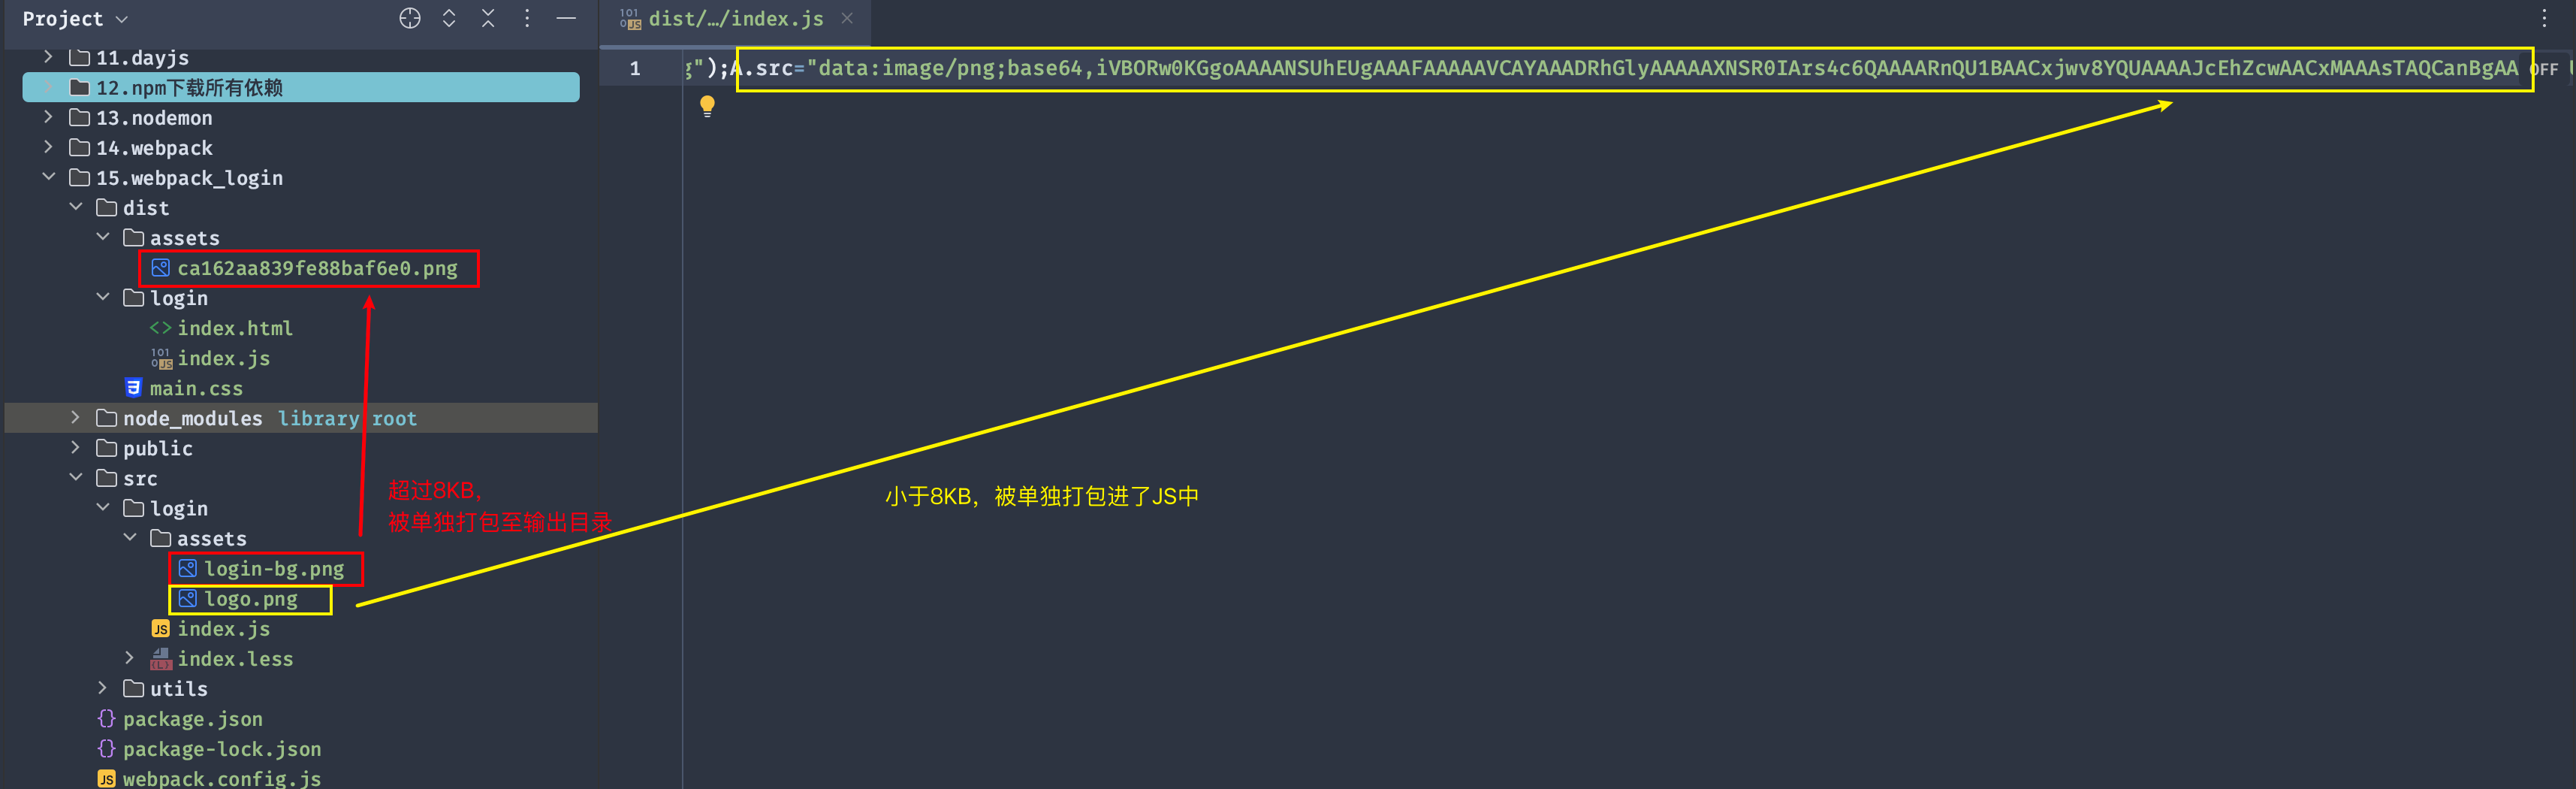 Project
11.dayjs
12.npm下载所有依赖
13.nodemon
14.webpack
15.webpack_login
dist
assets
ca162aa839fe88baf6e0.png
login
index.html
index.js
main.css
node_modules library root
public
src
login
assets
login-bg.png
logo.png
index.js
index.less
utils
package.json
package-lock.json
webpack.config.js
超过8KB,
被单独打包至输出目录
dist/…/index.js
1
g");A.src="data:image/png;base64,iVBORw0KGgoAAAANSUhEUgAAAFAAAAAVCAYAAADRhGlyAAAAAXNSR0IArs4c6QAAAARnQU1BAACxjwv8YQUAAAAJcEhZcwAACxMAAAsTAQCanBgAA OFF
小于8KB，被单独打包进了JS中